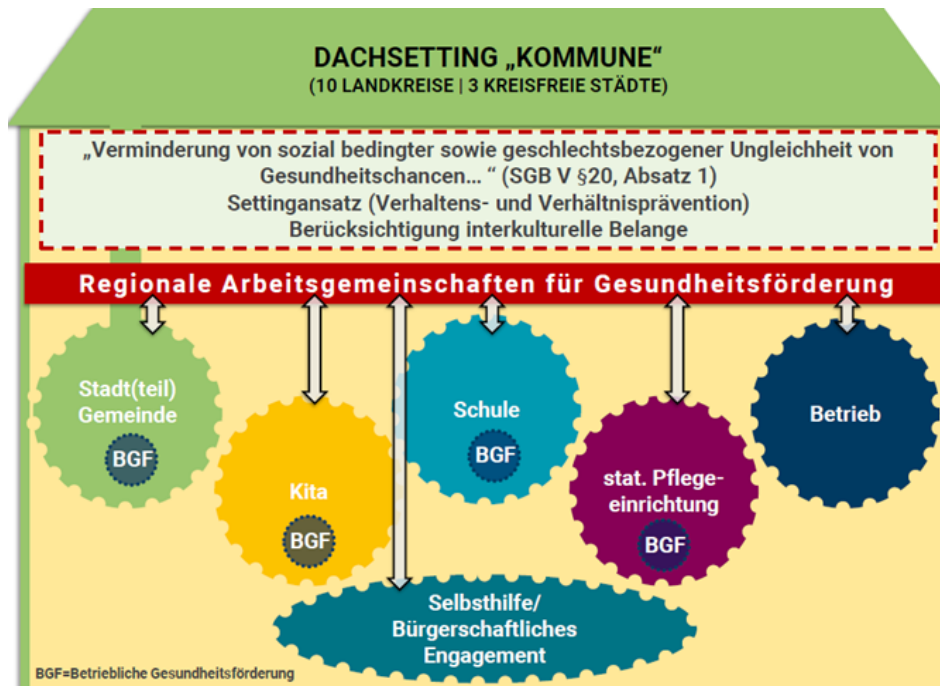 DACHSETTING „KOMMUNE“
(10 LANDKREISE | 3 KREISFREIE STÄDTE)
„Verminderung von sozial bedingter sowie geschlechtsbezogener Ungleichheit von
Gesundheitschancen... “ (SGB V §20, Absatz 1)
Settingansatz (Verhaltens- und Verhältnisprävention)
Berücksichtigung interkulturelle Belange
Regionale Arbeitsgemeinschaften für Gesundheitsförderung
Stadt(teil)
Gemeinde
BGF
Kita
BGF
Schule
BGF
stat. Pflege-
einrichtung
BGF
Betrieb
Selbsthilfe/
Bürgerschaftliches
Engagement
BGF=Betriebliche Gesundheitsförderung